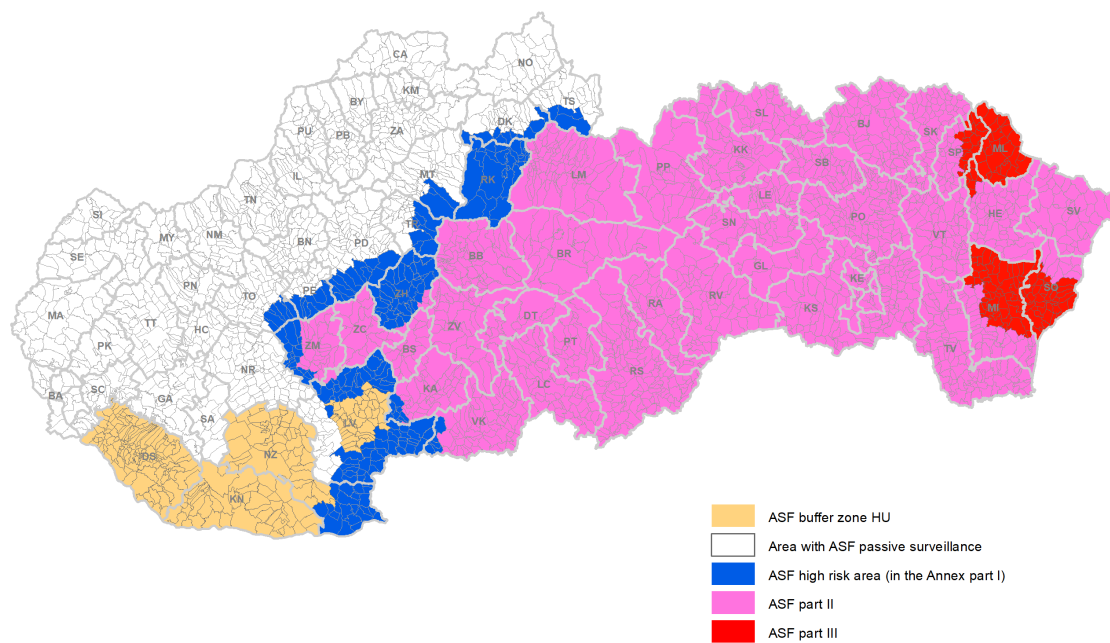 CA
NO
BY
KM
TS
PU
PB
ZA
DK
SL
BJ
SK
SP
ML
KK
SB
IL
MT
RK
LM
PP
LE
TN
SI
PO
HE
SV
MY
NM
SN
VT
SE
BN
PD
BB
BR
GL
KE
PN
PE
ZH
TO
RA
RV
SO
MA
TT
HC
ZC
ZV
DT
KS
MI
PK
ZM
BS
PT
TV
NR
RS
SC
KA
LC
BA
GA
SA
LV
VK
DS
NZ
KN
ASF buffer zone HU
Area with ASF passive surveillance
ASF high risk area (in the Annex part I)
ASF part II
ASF part III